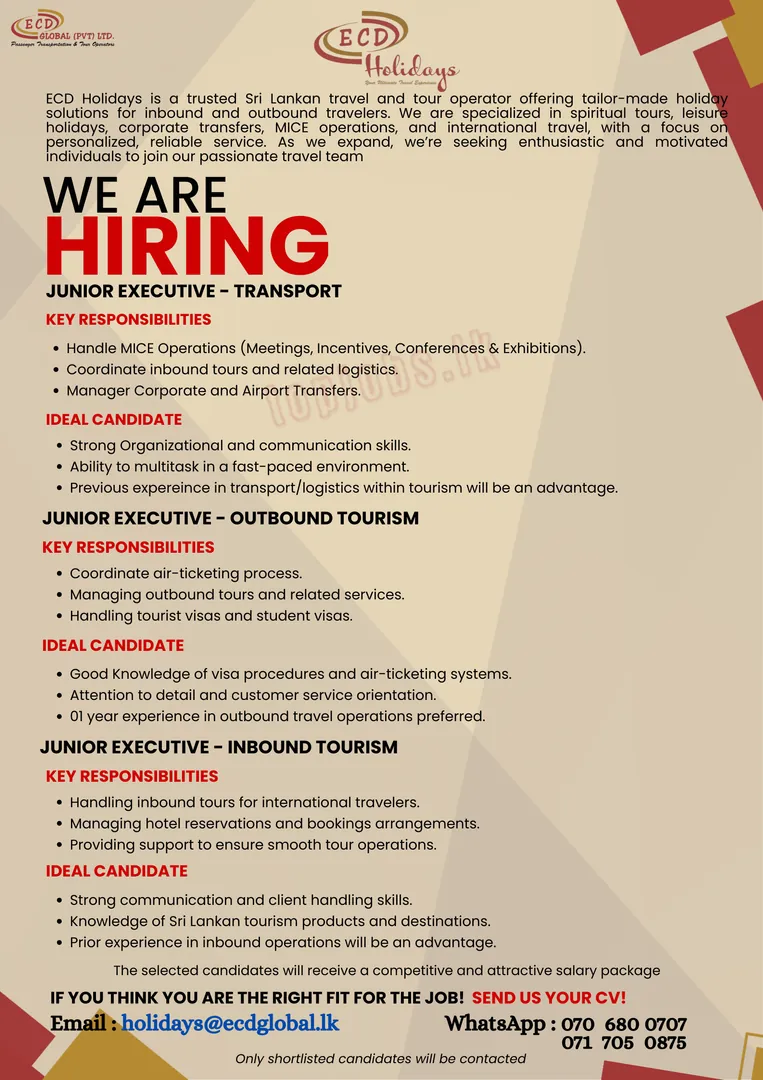 ECD
GLOBAL (PVT) LTD.
Passenger Transportation & Tour Operators
ECD
Holidays
Your Ultimate Travel Experience
ECD Holidays is a trusted Sri Lankan travel and tour operator offering tailor-made holiday
solutions for inbound and outbound travelers. We are specialized in spiritual tours, leisure
holidays, corporate transfers, MICE operations, and international travel, with a focus on
personalized, reliable service. As we expand, we're seeking enthusiastic and motivated
individuals to join our passionate travel team
WE ARE
HIRING
JUNIOR EXECUTIVE - TRANSPORT
KEY RESPONSIBILITIES
• Handle MICE Operations (Meetings, Incentives, Conferences & Exhibitions).
• Coordinate inbound tours and related logistics.
• Manager Corporate and Airport Transfers.
topjobs.lk
IDEAL CANDIDATE
• Strong Organizational and communication skills.
• Ability to multitask in a fast-paced environment.
• Previous expereince in transport/logistics within tourism will be an advantage.
JUNIOR EXECUTIVE - OUTBOUND TOURISM
KEY RESPONSIBILITIES
• Coordinate air-ticketing process.
• Managing outbound tours and related services.
• Handling tourist visas and student visas.
IDEAL CANDIDATE
• Good Knowledge of visa procedures and air-ticketing systems.
• Attention to detail and customer service orientation.
• 01 year experience in outbound travel operations preferred.
JUNIOR EXECUTIVE - INBOUND TOURISM
KEY RESPONSIBILITIES
• Handling inbound tours for international travelers.
• Managing hotel reservations and bookings arrangements.
• Providing support to ensure smooth tour operations.
IDEAL CANDIDATE
• Strong communication and client handling skills.
• Knowledge of Sri Lankan tourism products and destinations.
• Prior experience in inbound operations will be an advantage.
The selected candidates will receive a competitive and attractive salary package
IF YOU THINK YOU ARE THE RIGHT FIT FOR THE JOB! SEND US YOUR CV!
Email : holidays@ecdglobal.lk WhatsApp : 070 680 0707
071 705 0875
Only shortlisted candidates will be contacted